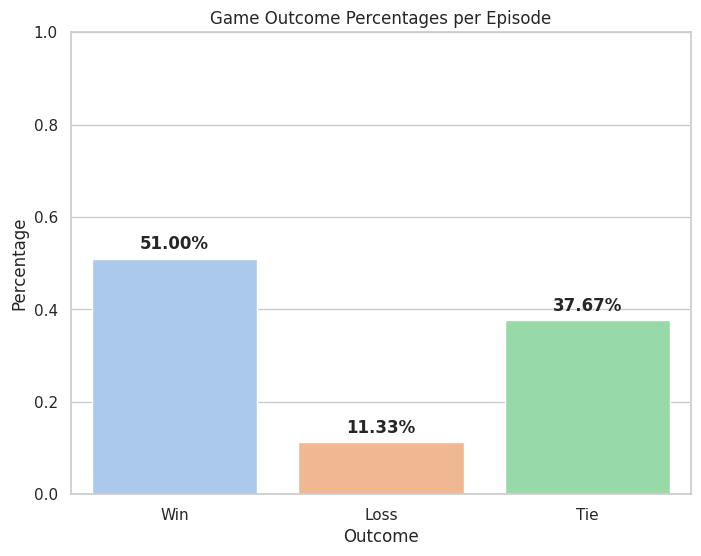 Game Outcome Percentages per Episode
1.0
0.8
0.6
0.4
0.2
0.0
Percentage
51.00%
11.33%
37.67%
Win
Loss
Tie
Outcome